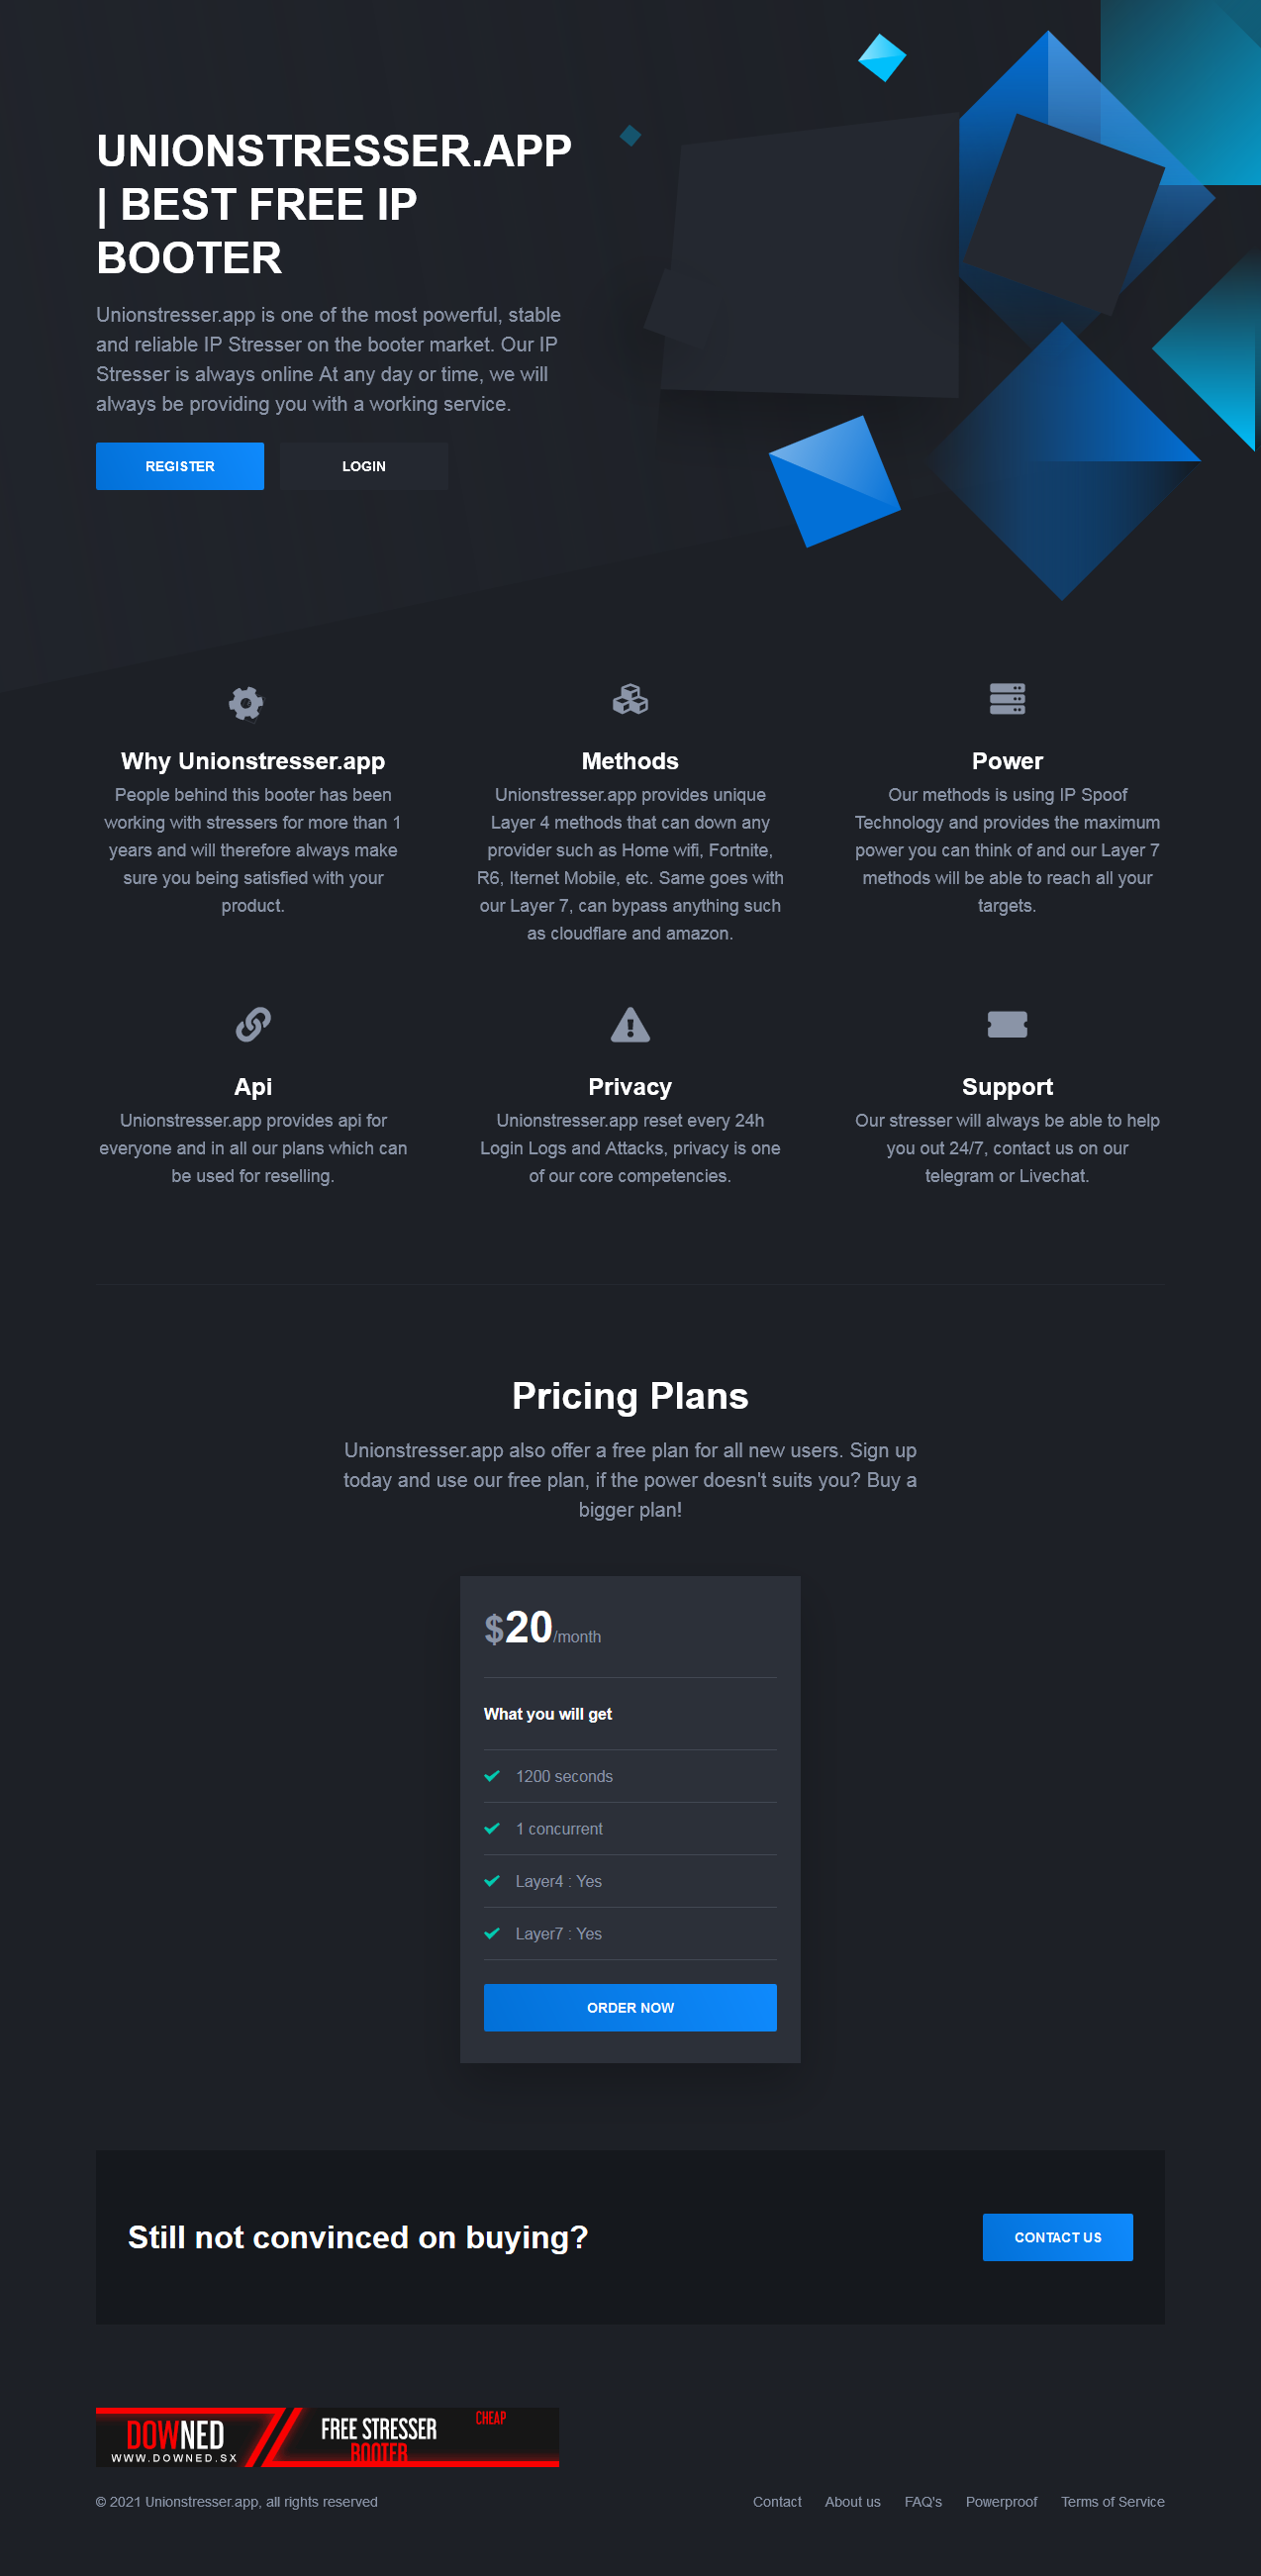 UNIONSTRESSER.APP
| BEST FREE IP
BOOTER
Unionstresser.app is one of the most powerful, stable
and reliable IP Stresser on the booter market. Our IP
Stresser is always online At any day or time, we will
always be providing you with a working service.
REGISTER
LOGIN
Why Unionstresser.app
People behind this booter has been
working with stressers for more than 1
years and will therefore always make
sure you being satisfied with your
product.
Methods
Unionstresser.app provides unique
Layer 4 methods that can down any
provider such as Home wifi, Fortnite,
R6, Iternet Mobile, etc. Same goes with
our Layer 7, can bypass anything such
as cloudflare and amazon.
Power
Our methods is using IP Spoof
Technology and provides the maximum
power you can think of and our Layer 7
methods will be able to reach all your
targets.
Api
Unionstresser.app provides api for
everyone and in all our plans which can
be used for reselling.
Privacy
Unionstresser.app reset every 24h
Login Logs and Attacks, privacy is one
of our core competencies.
Support
Our stresser will always be able to help
you out 24/7, contact us on our
telegram or Livechat.
Pricing Plans
Unionstresser.app also offer a free plan for all new users. Sign up
today and use our free plan, if the power doesn't suits you? Buy a
bigger plan!
$20/month
What you will get
1200 seconds
1 concurrent
Layer4 : Yes
Layer7 : Yes
ORDER NOW
Still not convinced on buying?
CONTACT US
DOWNED
WWW.DOWNED.SX
FREE STRESSER
BOOTER
CHEAP
© 2021 Unionstresser.app, all rights reserved
Contact About us FAQ's Powerproof Terms of Service